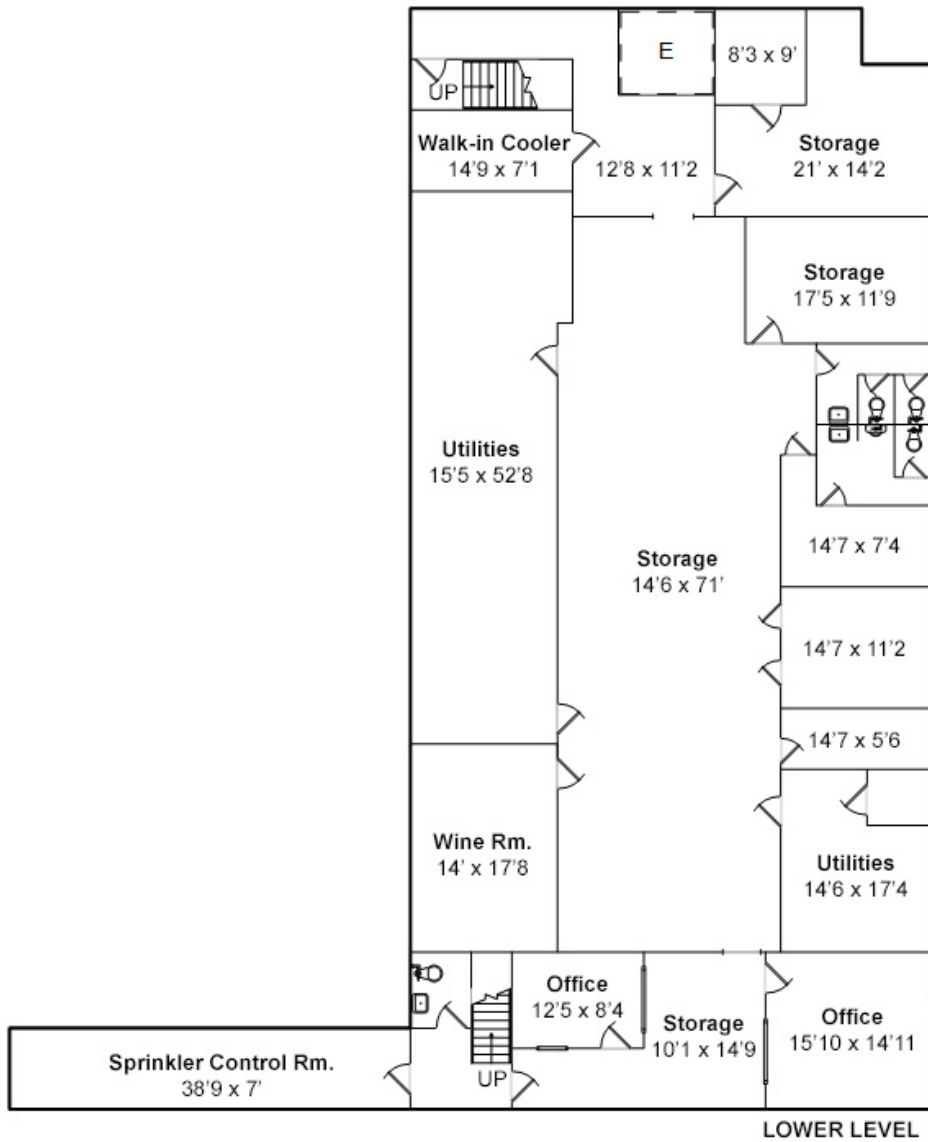 E
8'3 x 9'
UP
Walk-in Cooler
14'9 x 7'1
12'8 x 11'2
Storage
21' x 14'2
Storage
17'5 x 11'9
Utilities
15'5 x 52'8
14'7 x 7'4
Storage
14'6 x 71'
14'7 x 11'2
14'7 x 5'6
Wine Rm.
14' x 17'8
Utilities
14'6 x 17'4
Office
12'5 x 8'4
Storage
10'1 x 14'9
Office
15'10 x 14'11
Sprinkler Control Rm.
38'9 x 7'
UP
LOWER LEVEL